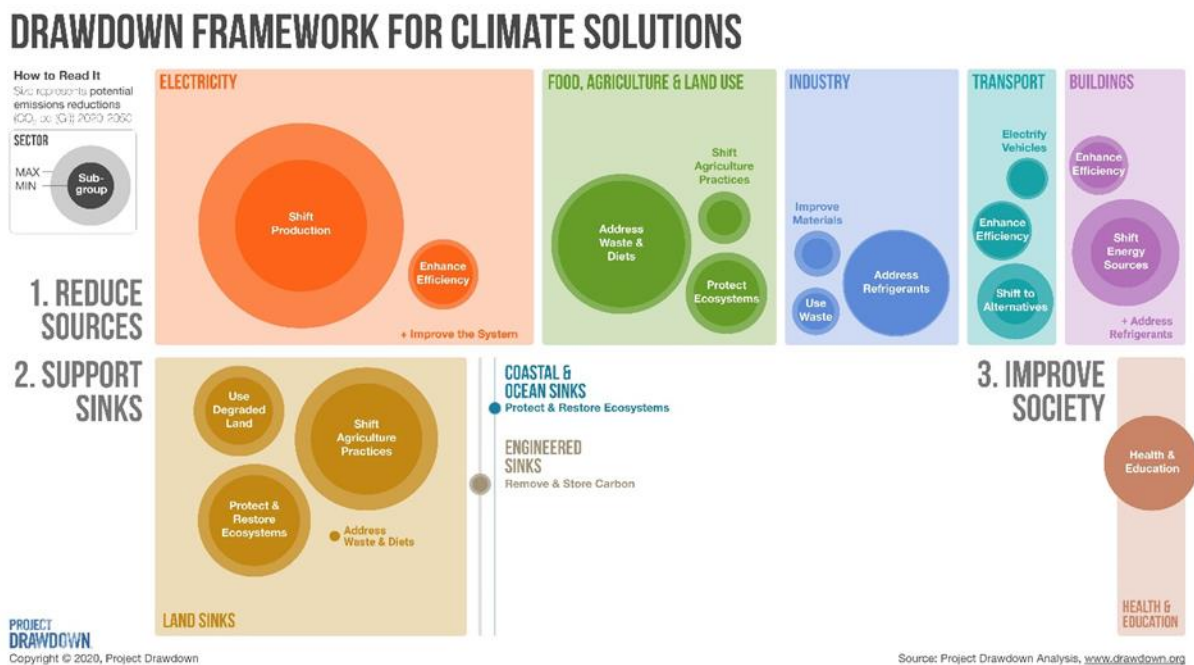 DRAWDOWN FRAMEWORK FOR CLIMATE SOLUTIONS
How to Read It
Size represents potential
emissions reductions
2020-2050
SECTOR
MAX
MIN
Sub-
group
1. REDUCE
SOURCES
ELECTRICITY
Shift
Production
Enhance
Efficiency
+ Improve the System
FOOD, AGRICULTURE & LAND USE
Shift
Agriculture
Practices
Address
Waste &
Diets
Protect
Ecosystems
INDUSTRY
Improve
Materials
Address
Refrigerants
Use
Waste
TRANSPORT
Electrify
Vehicles
Enhance
Efficiency
Shift to
Alternatives
BUILDINGS
Enhance
Efficiency
Shift
Energy
Sources
+ Address
Refrigerants
2. SUPPORT
SINKS
Use
Degraded
Land
Shift
Agriculture
Practices
Protect &
Restore
Ecosystems
Address
Waste & Diets
LAND SINKS
COASTAL &
OCEAN SINKS
Protect & Restore Ecosystems
ENGINEERED
SINKS
Remove & Store Carbon
3. IMPROVE
SOCIETY
Health &
Education
HEALTH &
EDUCATION
PROJECT
DRAWDOWN
Copyright © 2020, Project Drawdown
Source: Project Drawdown Analysis, www.drawdown.org